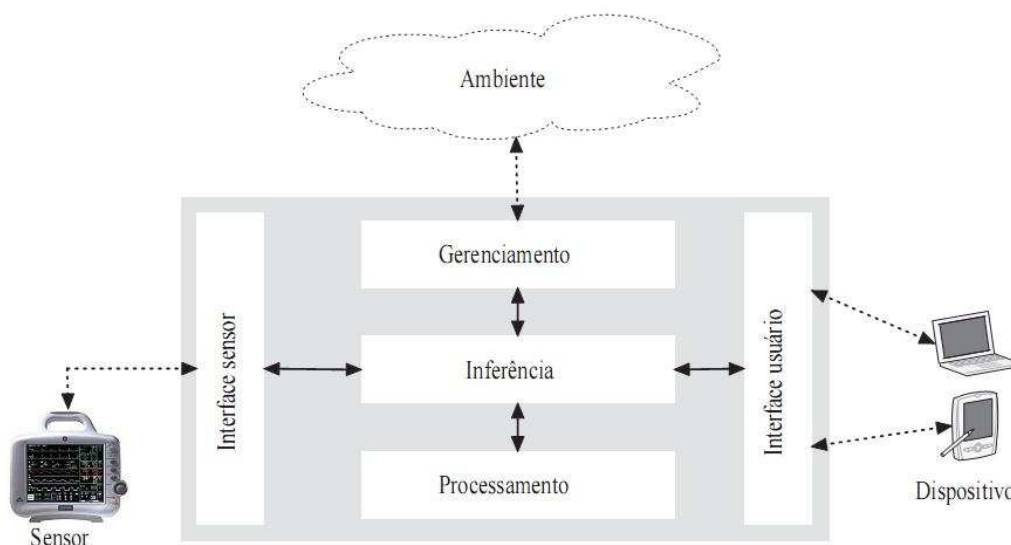 Ambiente
Gerenciamento
Interface sensor
Inferência
Interface usuário
Processamento
Sensor
Dispositivo